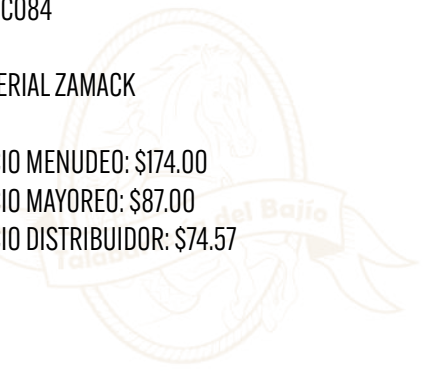 C084
ERIAL ZAMACK
IO MENUDEO: $174.00
IO MAYOREO: $87.00
IO DISTRIBUIDOR: $74.57
del Bajío